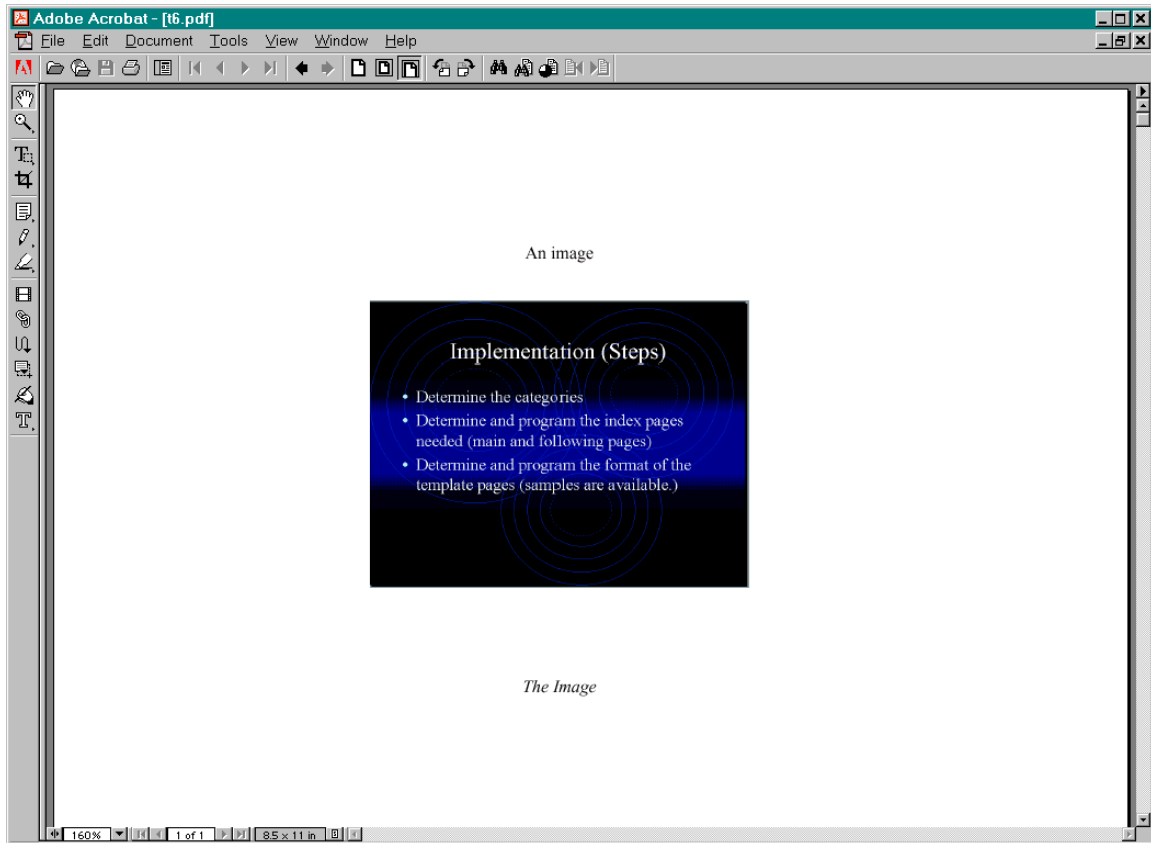 Adobe Acrobat - [t6.pdf]
File Edit Document Tools View Window Help
An image
Implementation (Steps)
• Determine the categories
• Determine and program the index pages
needed (main and following pages)
• Determine and program the format of the
template pages (samples are available.)
The Image
160% 1 of 1 8.5 x 11 in